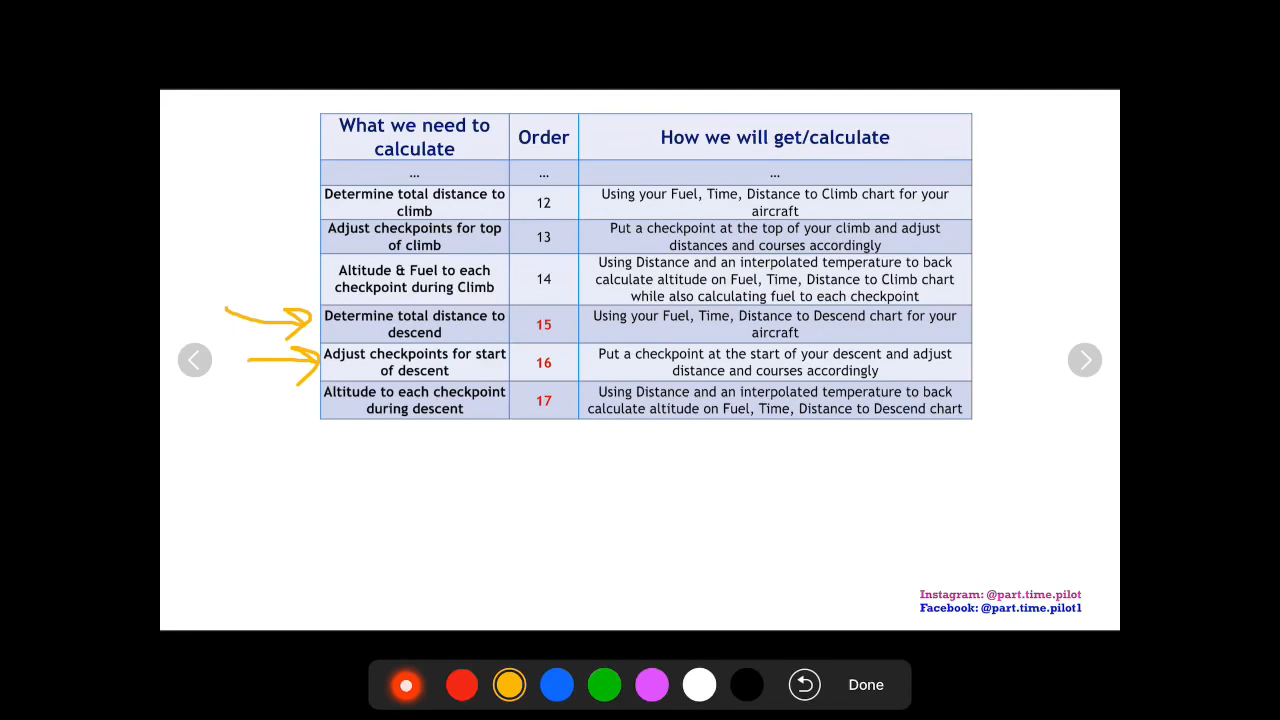 What we need to
calculate
Order
How we will get/calculate
...
...
...
Determine total distance to
climb
12
Using your Fuel, Time, Distance to Climb chart for your
aircraft
Adjust checkpoints for top
of climb
13
Put a checkpoint at the top of your climb and adjust
distances and courses accordingly
Altitude & Fuel to each
checkpoint during Climb
14
Using Distance and an interpolated temperature to back
calculate altitude on Fuel, Time, Distance to Climb chart
while also calculating fuel to each checkpoint
Determine total distance to
descend
15
Using your Fuel, Time, Distance to Descend chart for your
aircraft
Adjust checkpoints for start
of descent
16
Put a checkpoint at the start of your descent and adjust
distance and courses accordingly
Altitude to each checkpoint
during descent
17
Using Distance and an interpolated temperature to back
calculate altitude on Fuel, Time, Distance to Descend chart
Instagram: @part.time.pilot
Facebook: @part.time.pilot1
Done